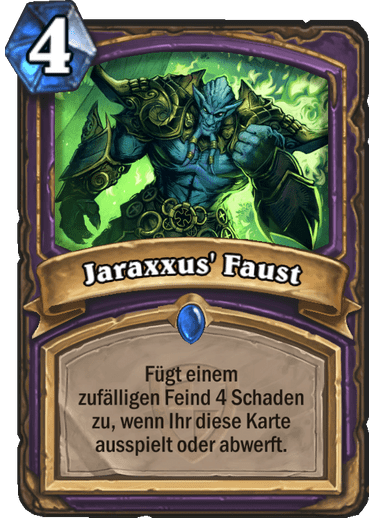 4
Jaraxxus' Faust
Fügt einem
zufälligen Feind 4 Schaden
zu, wenn Ihr diese Karte
ausspielt oder abwerft.